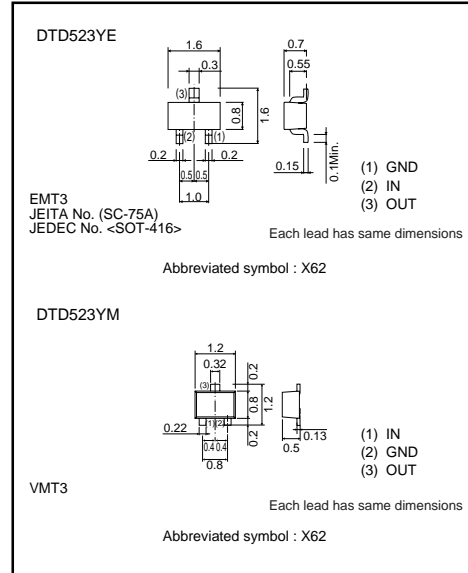 DTD523YE
1.6
0.3
(3)
(2)
(1)
0.8
1.6
0.2
0.2
0.5
0.5
1.0
0.7
0.55
0.15
0.1Min.
(1) GND
(2) IN
(3) OUT
EMT3
JEITA No. (SC-75A)
JEDEC No. <SOT-416>
Each lead has same dimensions
Abbreviated symbol : X62
DTD523YM
1.2
0.32
(3)
(1)
(2)
0.2
0.8
1.2
0.2
0.22
0.4
0.4
0.8
0.13
0.5
(1) IN
(2) GND
(3) OUT
VMT3
Each lead has same dimensions
Abbreviated symbol : X62